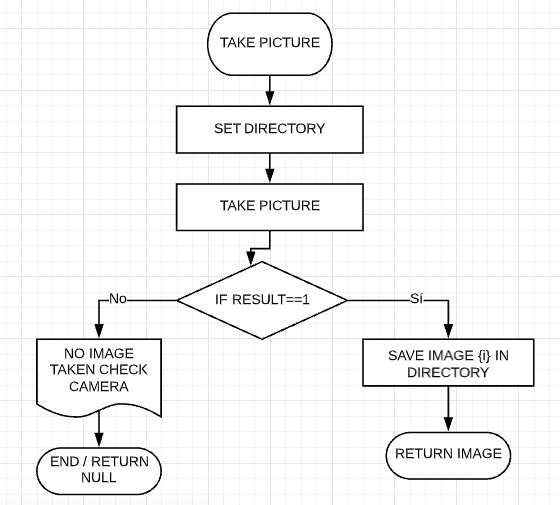 TAKE PICTURE
SET DIRECTORY
TAKE PICTURE
IF RESULT==1
No
Sí
NO IMAGE
TAKEN CHECK
CAMERA
SAVE IMAGE {i} IN
DIRECTORY
END / RETURN
NULL
RETURN IMAGE